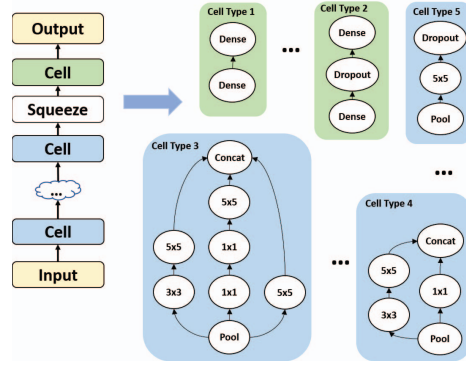 Output
Cell
Squeeze
Cell
...
Cell
Input
Cell Type 1
Dense
Dense
...
Cell Type 2
Dense
Dropout
Dense
Cell Type 5
Dropout
5x5
Pool
...
Cell Type 3
Concat
5x5
5x5
1x1
3x3
1x1
5x5
Pool
...
Cell Type 4
Concat
5x5
1x1
3x3
Pool